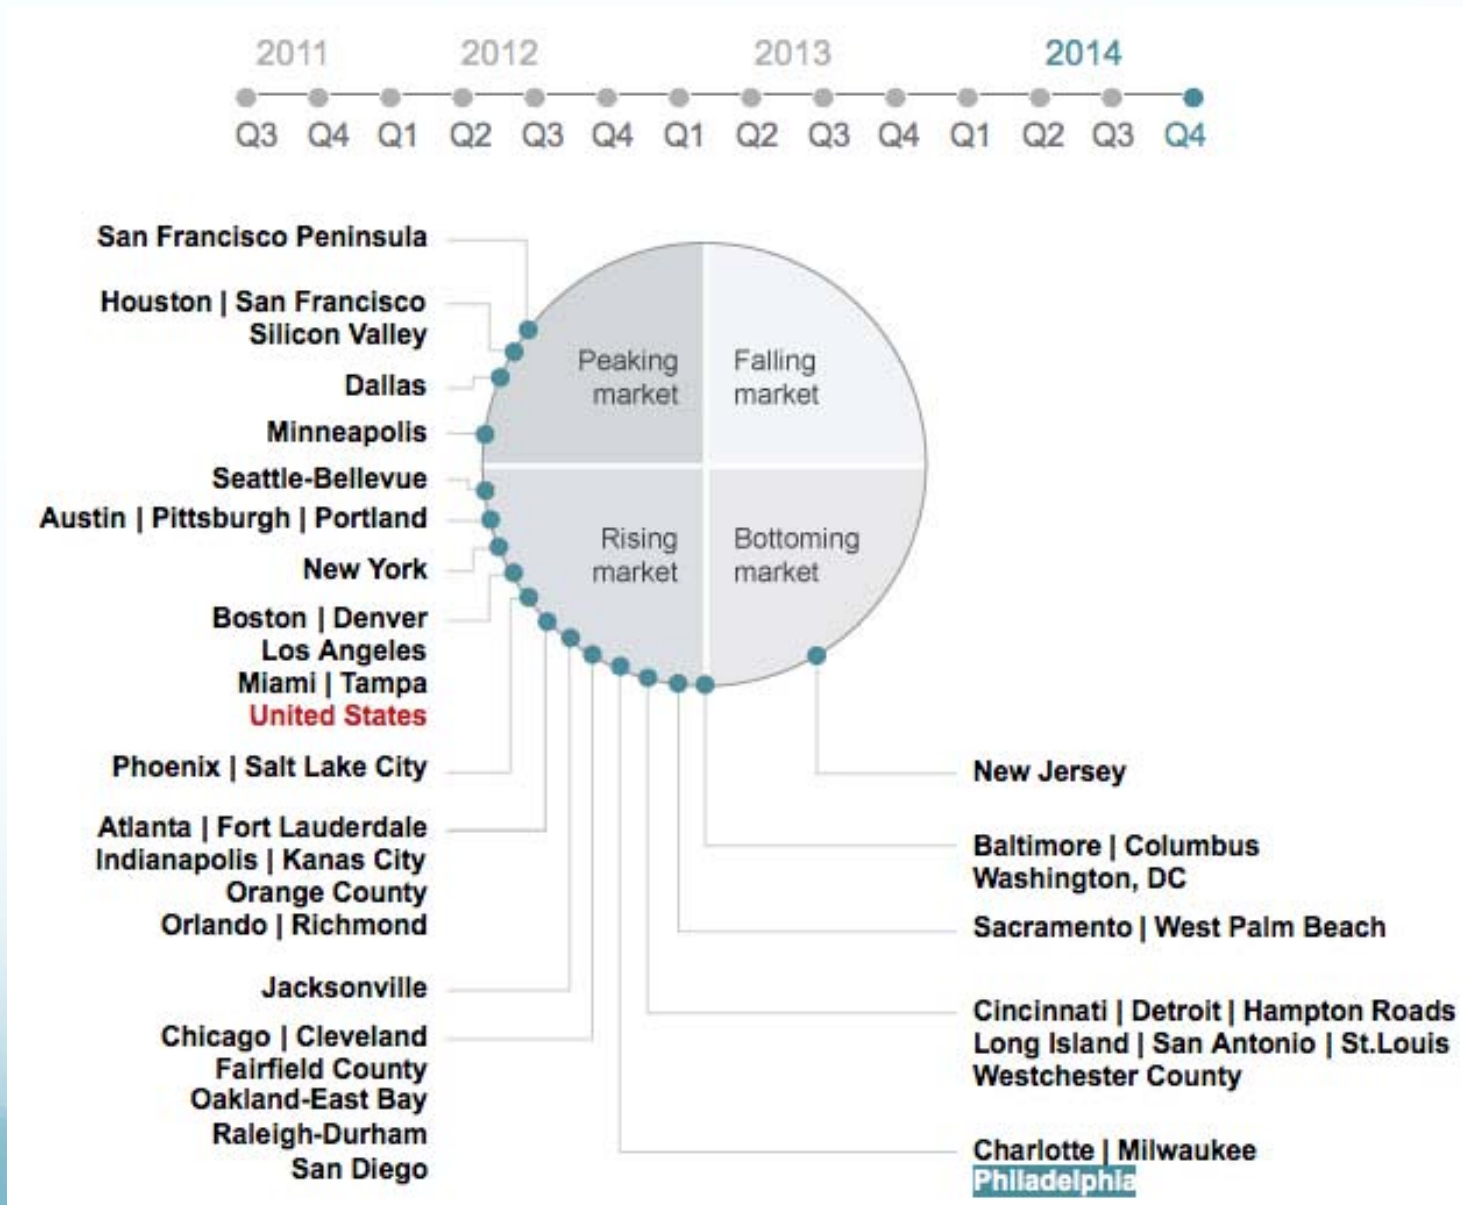 2011 2012 2013 2014
Q3 Q4 Q1 Q2 Q3 Q4 Q1 Q2 Q3 Q4 Q1 Q2 Q3 Q4
San Francisco Peninsula
Houston | San Francisco
Silicon Valley
Dallas
Minneapolis
Seattle-Bellevue
Austin | Pittsburgh | Portland
New York
Boston | Denver
Los Angeles
Miami | Tampa
United States
Phoenix | Salt Lake City
Atlanta | Fort Lauderdale
Indianapolis | Kanas City
Orange County
Orlando | Richmond
Jacksonville
Chicago | Cleveland
Fairfield County
Oakland-East Bay
Raleigh-Durham
San Diego
Peaking
market
Falling
market
Rising
market
Bottoming
market
New Jersey
Baltimore | Columbus
Washington, DC
Sacramento | West Palm Beach
Cincinnati | Detroit | Hampton Roads
Long Island | San Antonio | St.Louis
Westchester County
Charlotte | Milwaukee
Philadelphia